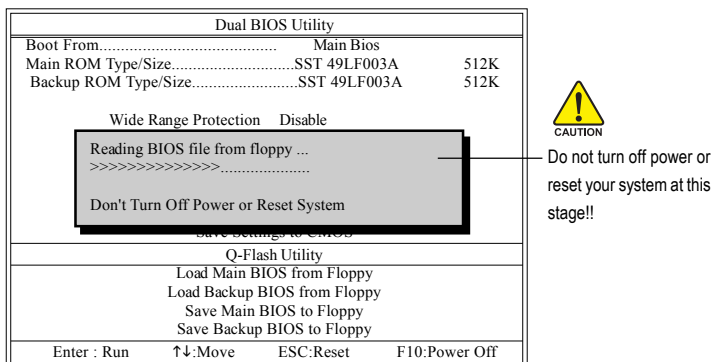 Dual BIOS Utility
Boot From.......................................... Main Bios
Main ROM Type/Size.............................SST 49LF003A 512K
Backup ROM Type/Size.........................SST 49LF003A 512K
Wide Range Protection Disable
Reading BIOS file from floppy ...
>>>>>>>>>>>>>>......................
Don't Turn Off Power or Reset System
Save Settings to CMOS
Q-Flash Utility
Load Main BIOS from Floppy
Load Backup BIOS from Floppy
Save Main BIOS to Floppy
Save Backup BIOS to Floppy
Enter : Run ↑↓:Move ESC:Reset F10:Power Off
CAUTION
Do not turn off power or
reset your system at this
stage!!